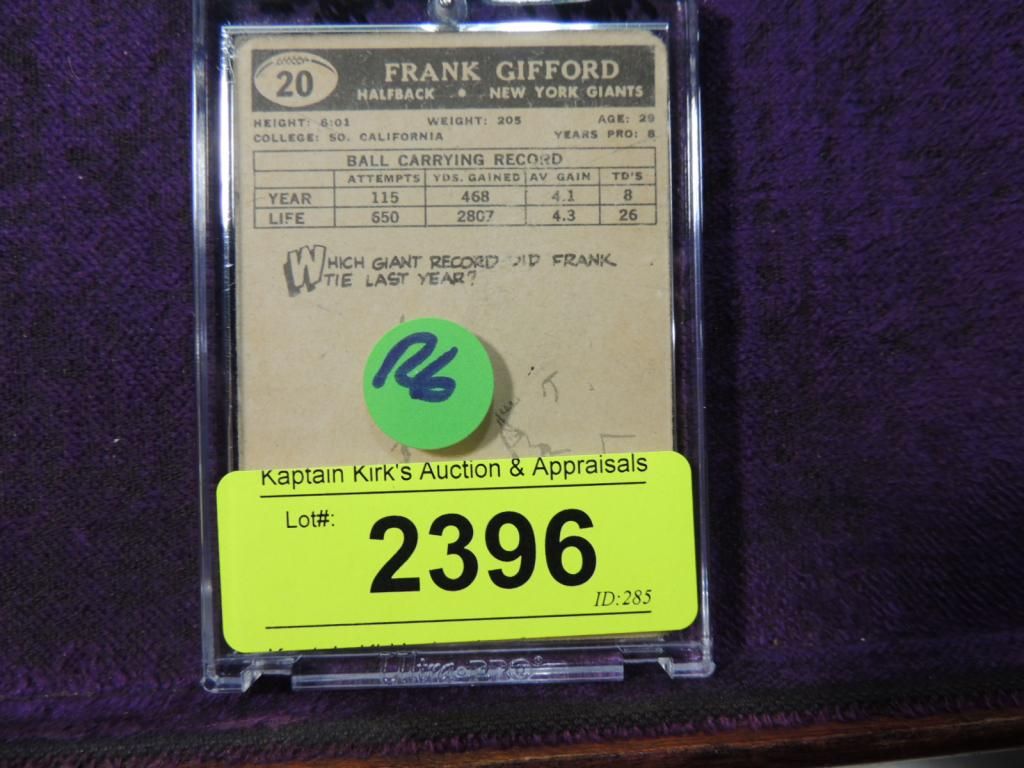 20
FRANK GIFFORD
HALFBACK • NEW YORK GIANTS
HEIGHT: 6:01 WEIGHT: 205 AGE: 29
COLLEGE: SO. CALIFORNIA YEARS PRO: 8
BALL CARRYING RECORD
ATTEMPTS YDS. GAINED AV GAIN TD'S
YEAR 115 468 4.1 8
LIFE 650 2807 4.3 26
WHICH GIANT RECORD DID FRANK
TIE LAST YEAR?
R6
Kaptain Kirk's Auction & Appraisals
Lot#: 2396
ID:285
Ultra·PRO®